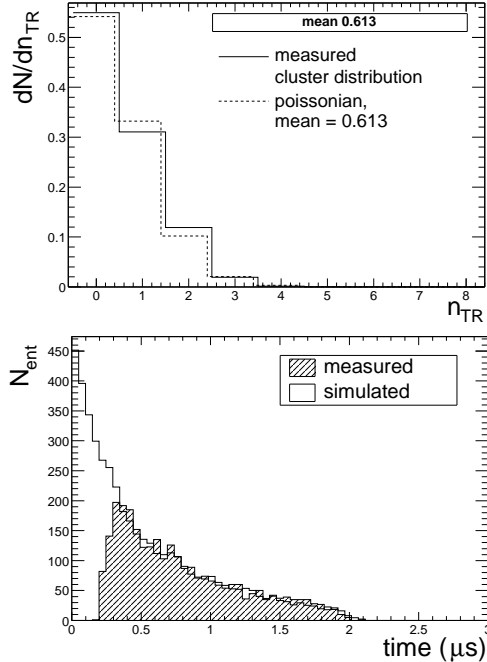 mean 0.613
measured
cluster distribution
poissonian,
mean = 0.613
dN/dn_TR
0.5
0.4
0.3
0.2
0.1
0
0 1 2 3 4 5 6 7 8
n_TR
N_ent
measured
simulated
450
400
350
300
250
200
150
100
50
0
0 0.5 1 1.5 2 2.5 3
time (μs)